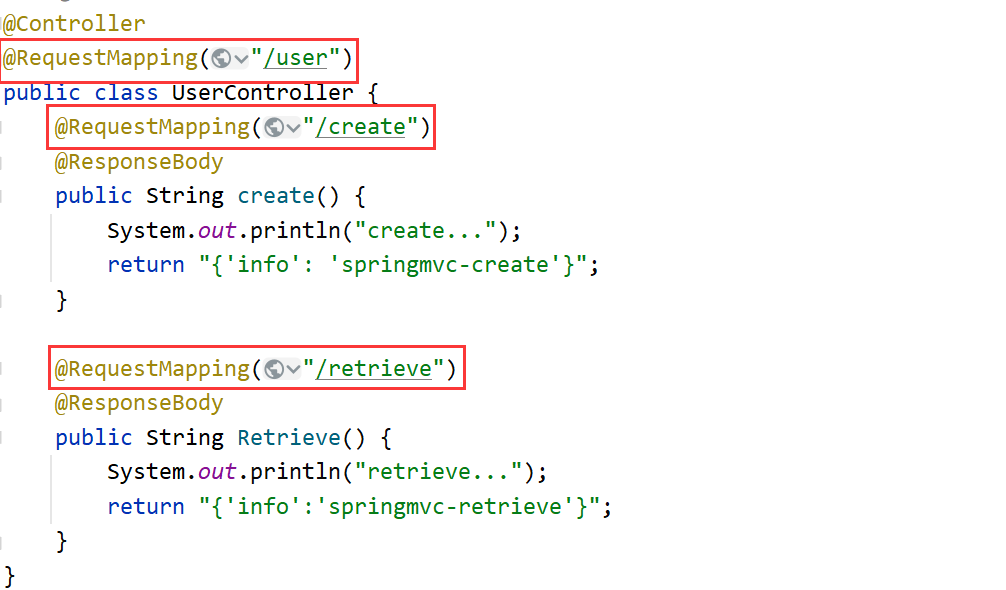 @Controller
@RequestMapping("/user")
public class UserController {
@RequestMapping("/create")
@ResponseBody
public String create() {
System.out.println("create...");
return "{'info': 'springmvc-create'}";
}
@RequestMapping("/retrieve")
@ResponseBody
public String Retrieve() {
System.out.println("retrieve...");
return "{'info':'springmvc-retrieve'}";
}
}